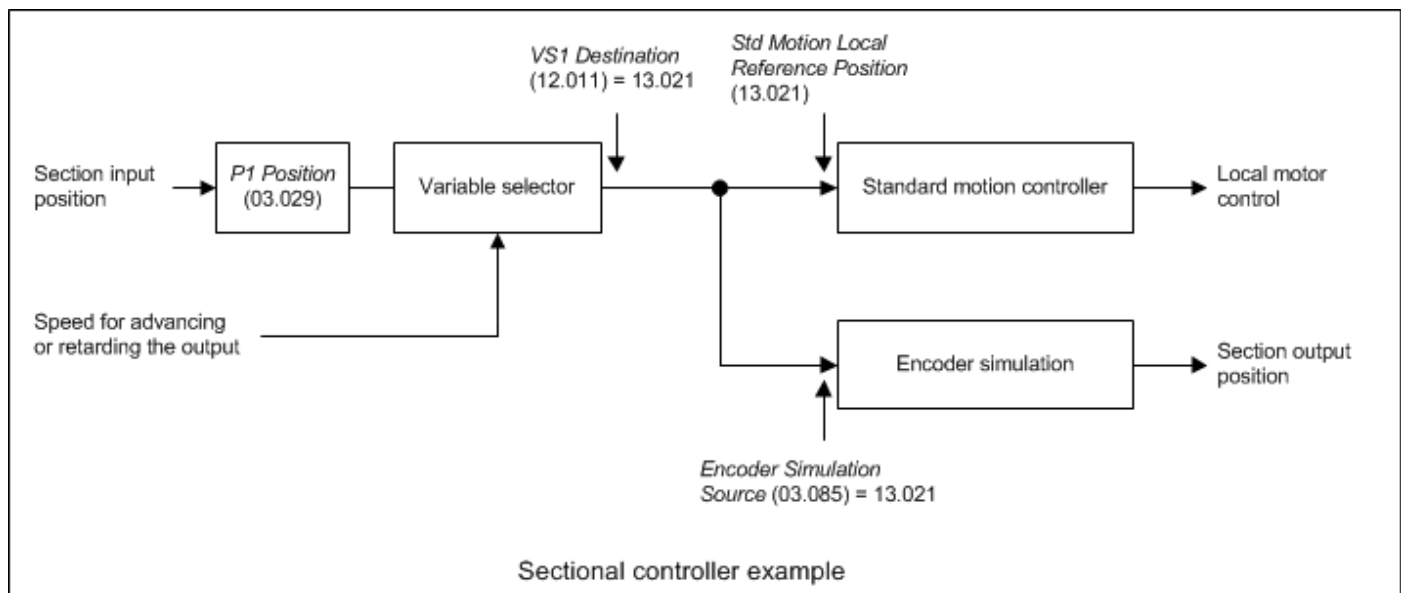 VS1 Destination
(12.011) = 13.021
Std Motion Local
Reference Position
(13.021)
Section input
position
P1 Position
(03.029)
Variable selector
Standard motion controller
Local motor
control
Speed for advancing
or retarding the output
Encoder simulation
Section output
position
Encoder Simulation
Source (03.085) = 13.021
Sectional controller example